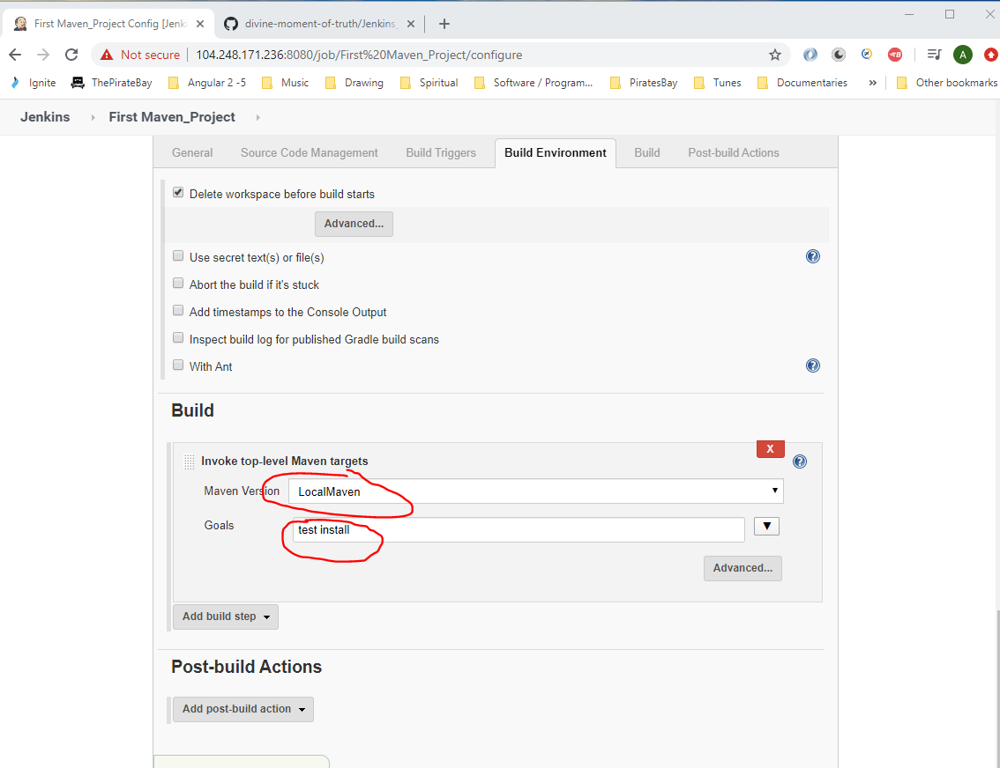 First Maven_Project Config [Jenk
divine-moment-of-truth/Jenkins_
Not secure 104.248.171.236:8080/job/First%20Maven_Project/configure
A
Ignite ThePirateBay Angular 2 -5 Music Drawing Spiritual Software / Program... PiratesBay Tunes Documentaries » Other bookmarks
Jenkins First Maven_Project
General Source Code Management Build Triggers Build Environment Build Post-build Actions
Delete workspace before build starts
Advanced...
Use secret text(s) or file(s)
Abort the build if it's stuck
Add timestamps to the Console Output
Inspect build log for published Gradle build scans
With Ant
Build
X
Invoke top-level Maven targets
Maven Version LocalMaven
Goals test install
Advanced...
Add build step
Post-build Actions
Add post-build action